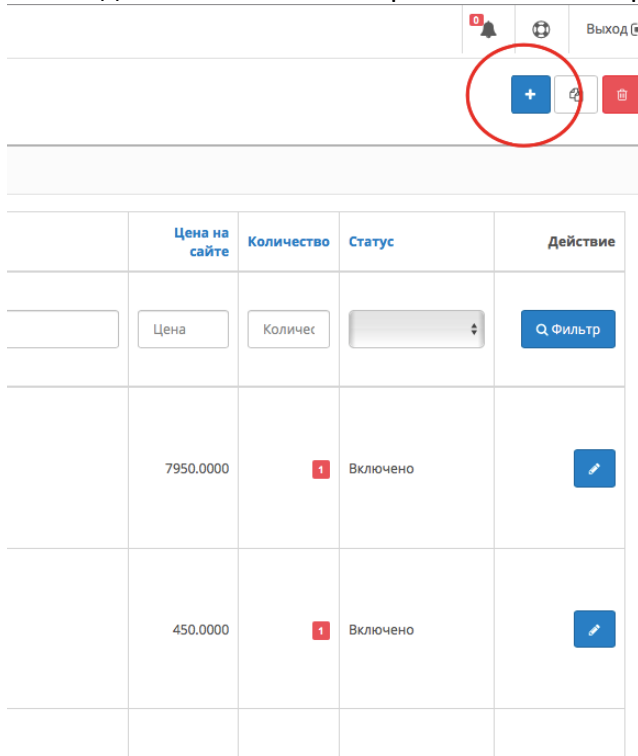 0
Выход
Цена на
сайте
Количество
Статус
Действие
Цена
Количес
Фильтр
7950.0000
1
Включено
450.0000
1
Включено